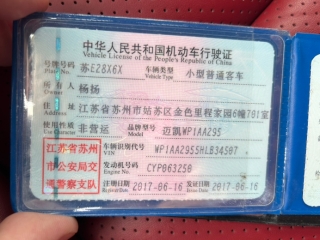 中华人民共和国机动车行驶证
Vehicle License of the People's Republic of China
号牌号码 苏EZ8X6X 车辆类型 小型普通客车
Plate No. Vehicle Type
所有人 杨扬
Owner
住址 江苏省苏州市姑苏区金色里程家园6幢701室
Address
使用性质 非营运 品牌型号 迈凯WP1AA295
Use Character Model
江苏省苏州
市公安局交
通警察支队
车辆识别代号 WP1AA2955HLB34507
VIN
发动机号码 CYP063250
Engine No.
注册日期 2017-06-16 发证日期 2017-06-16
Register Date Issue Date